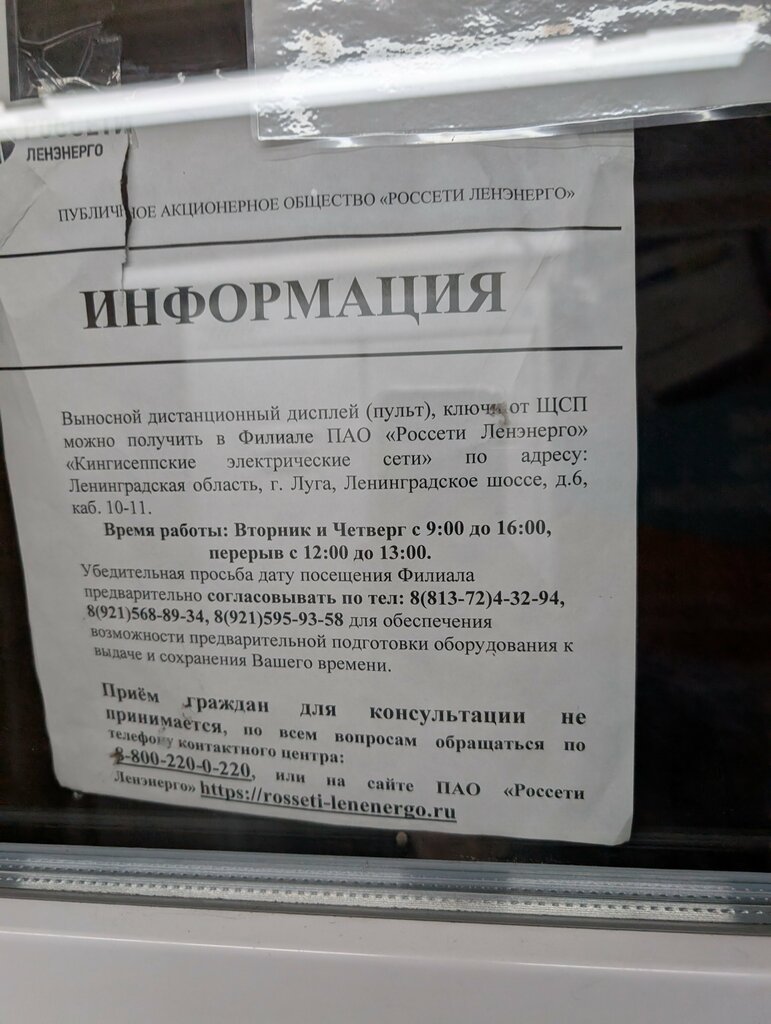 РОССЕТИ
ЛЕНЭНЕРГО
ПУБЛИЧНОЕ АКЦИОНЕРНОЕ ОБЩЕСТВО «РОССЕТИ ЛЕНЭНЕРГО»
ИНФОРМАЦИЯ
Выносной дистанционный дисплей (пульт), ключи от ЩСП
можно получить в Филиале ПАО «Россети Ленэнерго»
«Кингисеппские электрические сети» по адресу:
Ленинградская область, г. Луга, Ленинградское шоссе, д.6,
каб. 10-11.
Время работы: Вторник и Четверг с 9:00 до 16:00,
перерыв с 12:00 до 13:00.
Убедительная просьба дату посещения Филиала
предварительно согласовывать по тел: 8(813-72)4-32-94,
8(921)568-89-34, 8(921)595-93-58 для обеспечения
возможности предварительной подготовки оборудования к
выдаче и сохранения Вашего времени.
Приём граждан для консультации не
принимается, по всем вопросам обращаться по
телефону контактного центра:
8-800-220-0-220, или на сайте ПАО «Россети
Ленэнерго» https://rosseti-lenenergo.ru